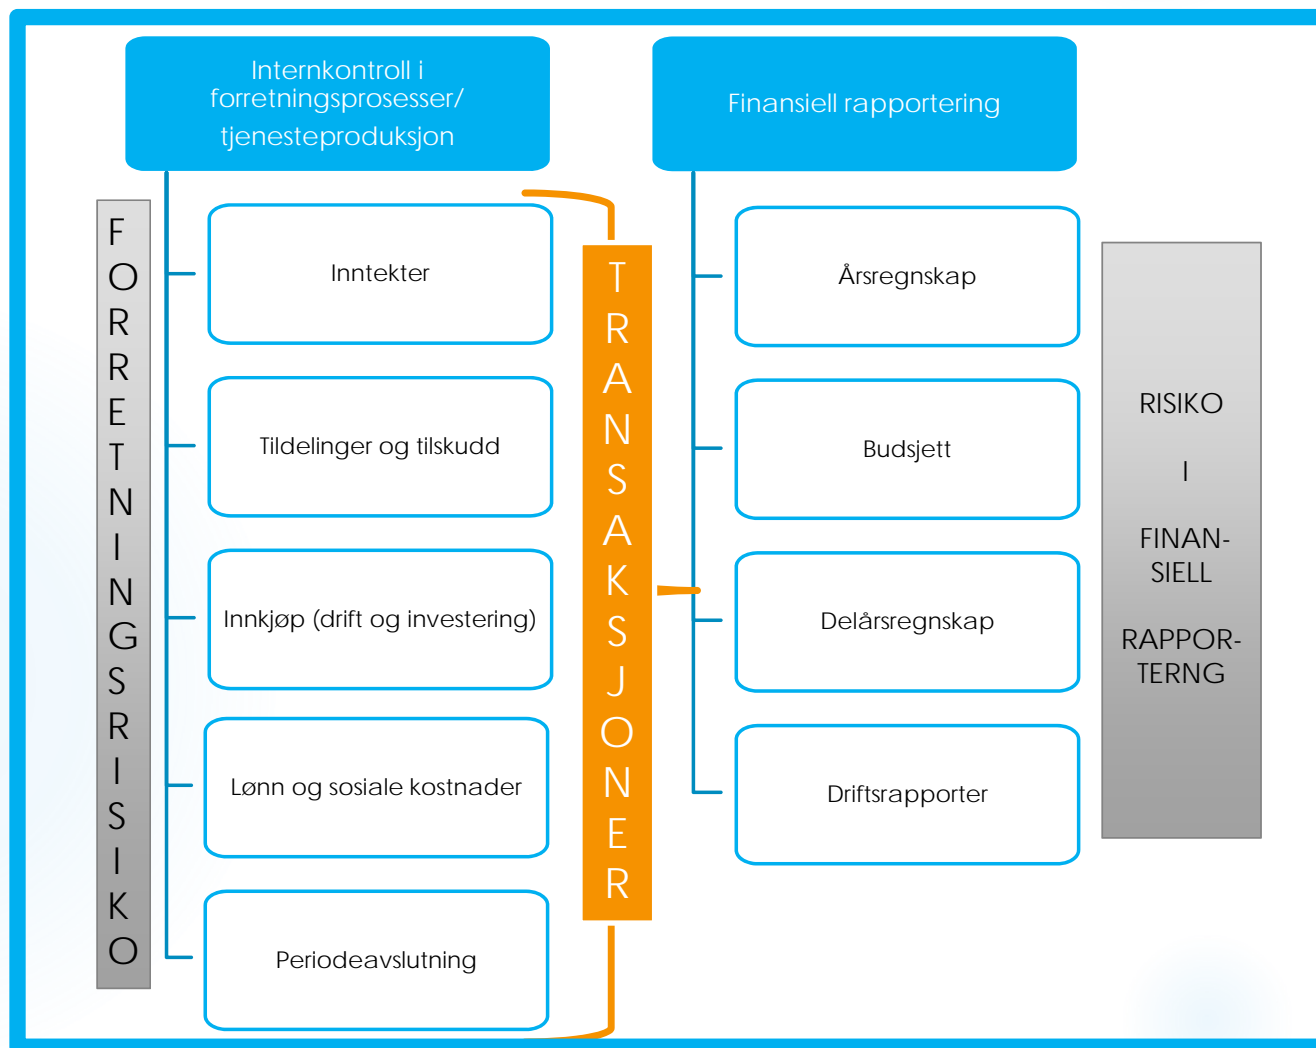 Internkontroll i
forretningsprosesser/
tjenesteproduksjon
Finansiell rapportering
FORRETNINGSRISIKO
Inntekter
Tildelinger og tilskudd
Innkjøp (drift og investering)
Lønn og sosiale kostnader
Periodeavslutning
TRANSAKSJONER
Årsregnskap
Budsjett
Delårsregnskap
Driftsrapporter
RISIKO
I
FINAN-
SIELL
RAPPOR-
TERNG